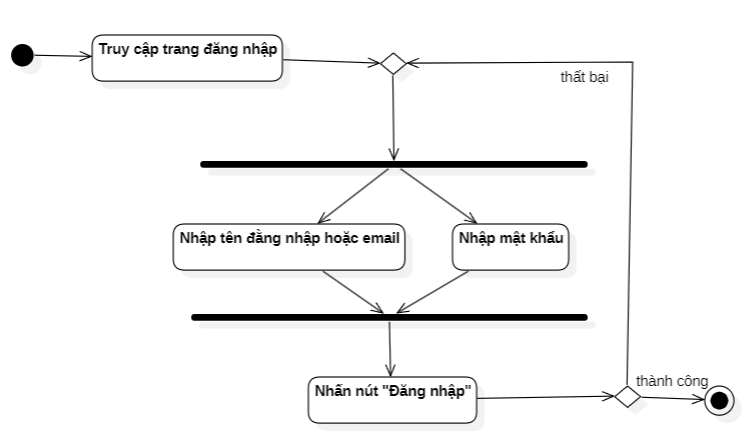 Truy cập trang đăng nhập
thất bại
Nhập tên đằng nhập hoặc email
Nhập mật khẩu
Nhấn nút "Đăng nhập"
thành công